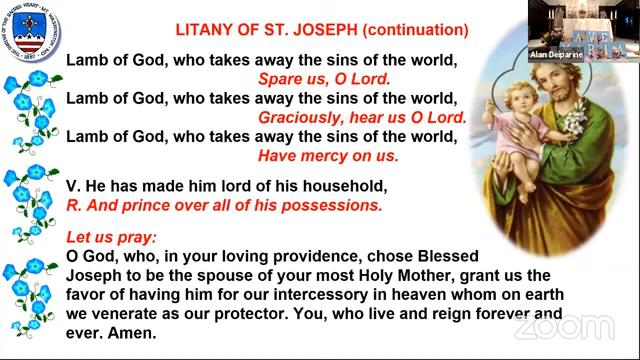 LITANY OF ST. JOSEPH (continuation)
Lamb of God, who takes away the sins of the world,
Spare us, O Lord.
Lamb of God, who takes away the sins of the world,
Graciously, hear us O Lord.
Lamb of God, who takes away the sins of the world,
Have mercy on us.
V. He has made him lord of his household,
R. And prince over all of his possessions.
Let us pray:
O God, who, in your loving providence, chose Blessed
Joseph to be the spouse of your most Holy Mother, grant us the
favor of having him for our intercessory in heaven whom on earth
we venerate as our protector. You, who live and reign forever and
ever. Amen.
Alan Deiparine
zoom